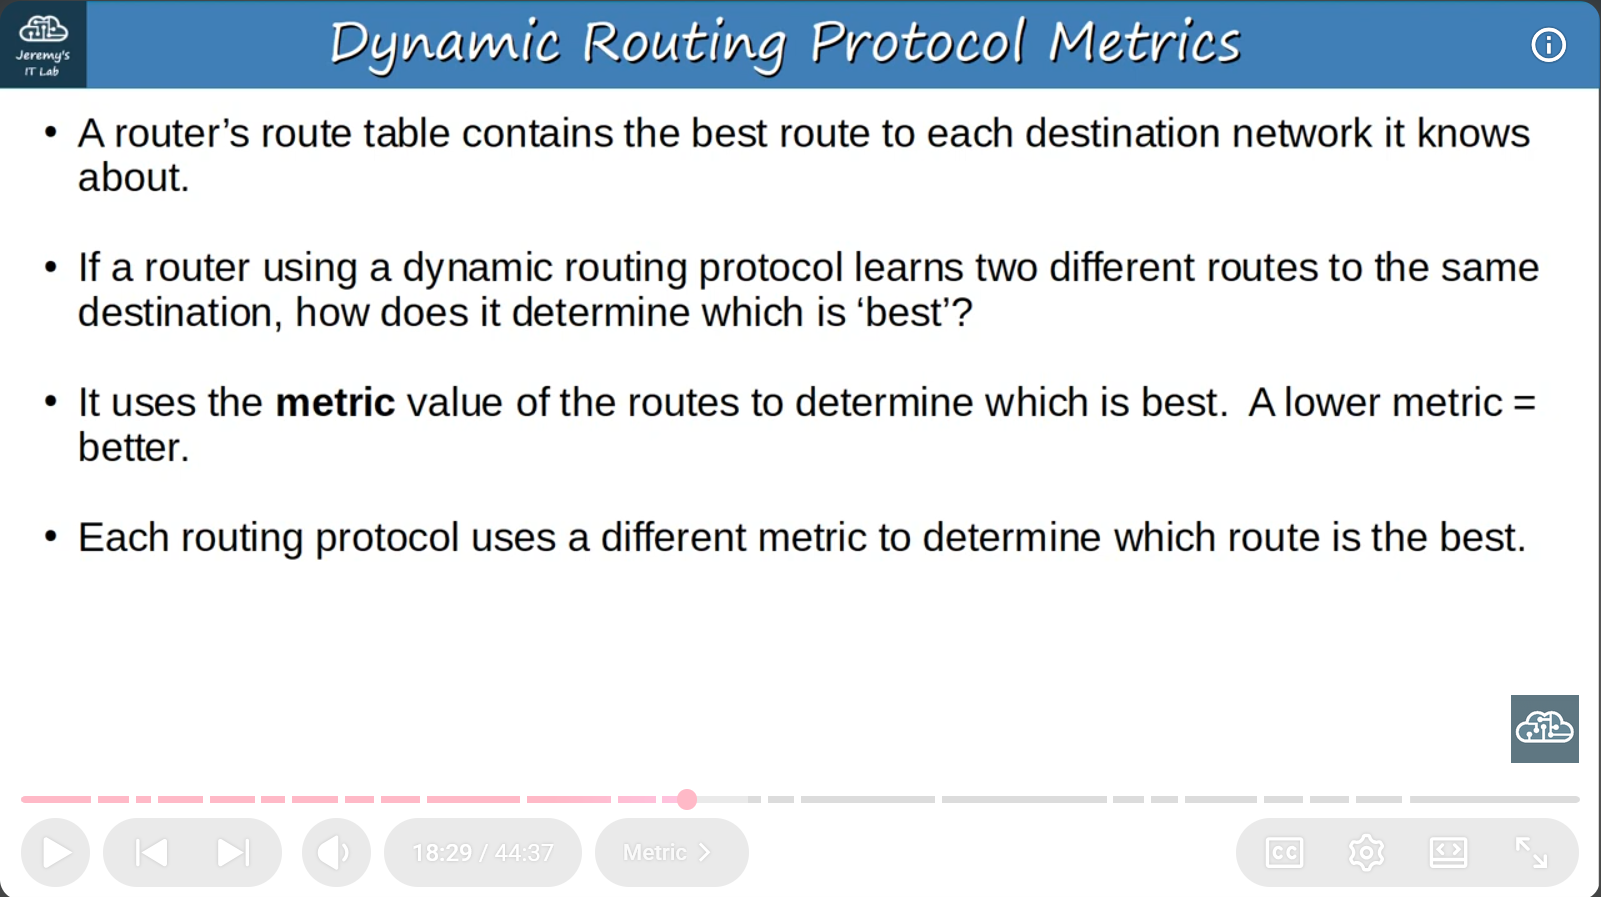 Jeremy's
IT Lab
Dynamic Routing Protocol Metrics
• A router’s route table contains the best route to each destination network it knows
about.
• If a router using a dynamic routing protocol learns two different routes to the same
destination, how does it determine which is ‘best’?
• It uses the metric value of the routes to determine which is best.  A lower metric =
better.
• Each routing protocol uses a different metric to determine which route is the best.
18:29 / 44:37
Metric
CC